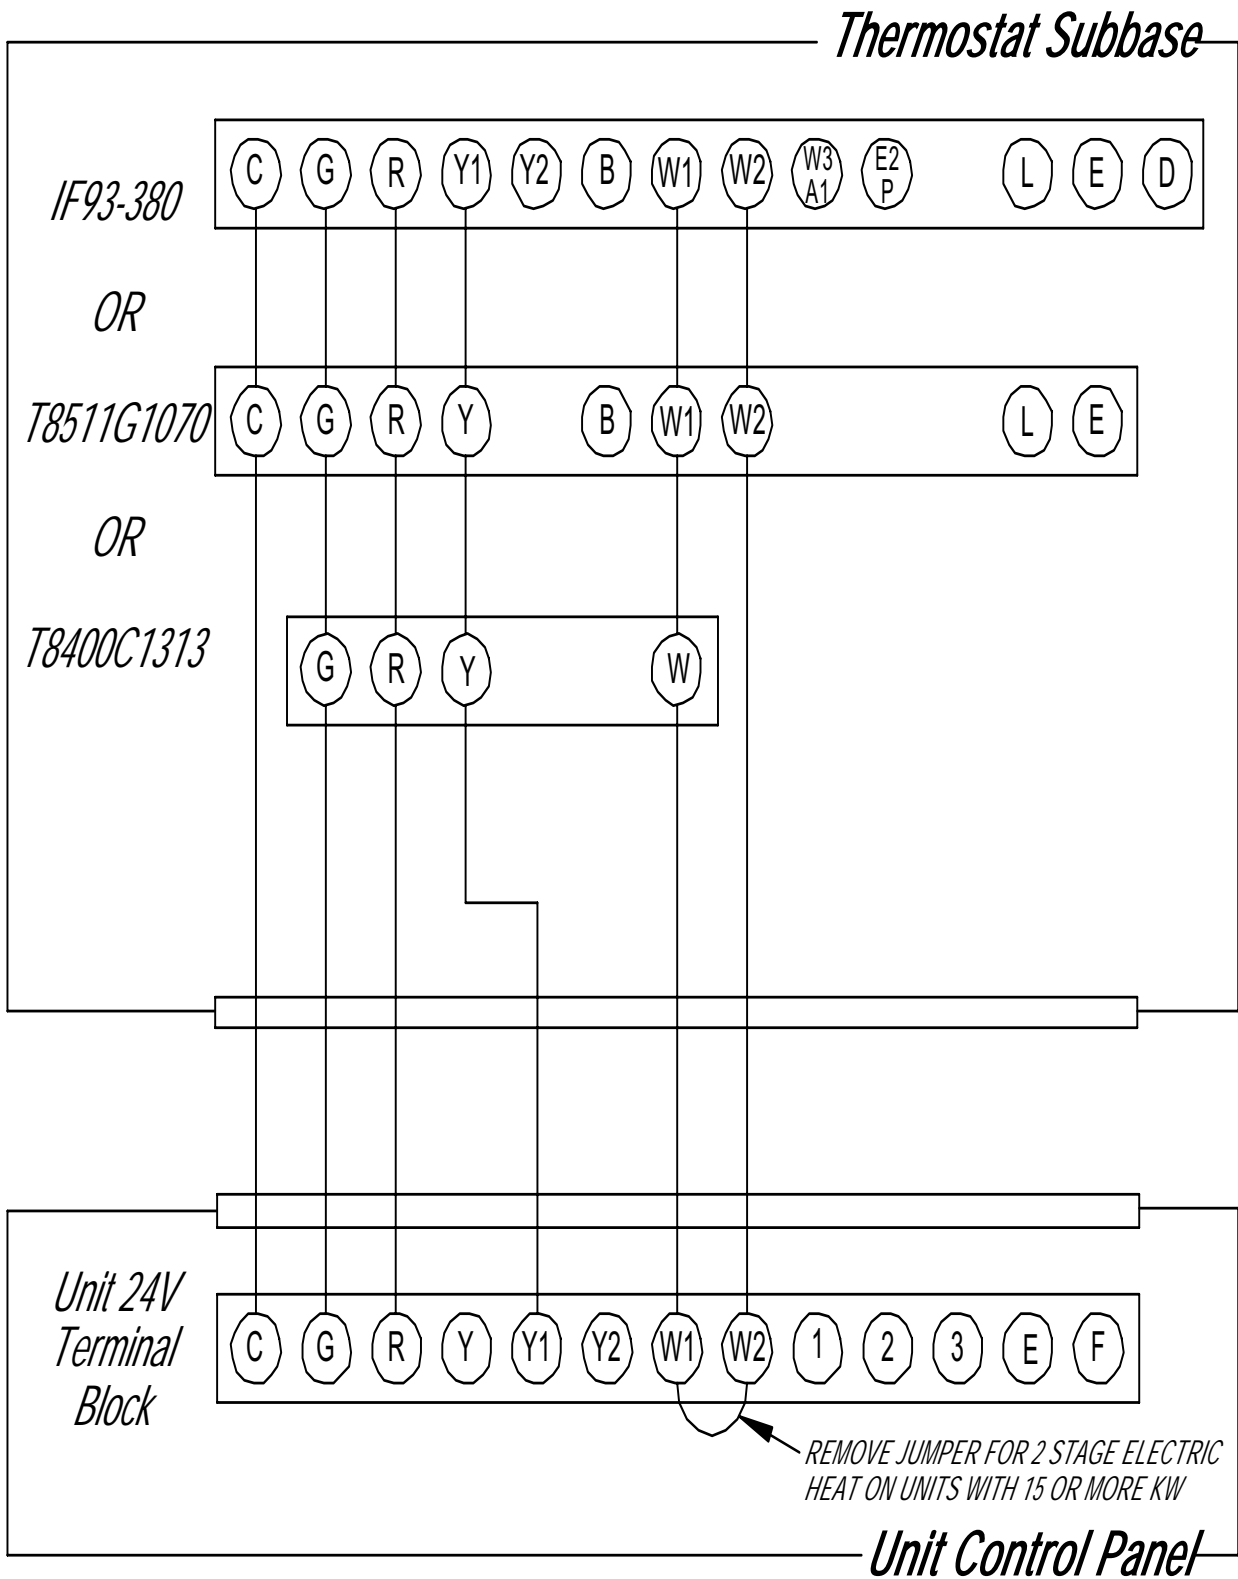 Thermostat Subbase
IF93-380
C G R Y1 Y2 B W1 W2 W3 A1 E2 P L E D
OR
T8511G1070
C G R Y B W1 W2 L E
OR
T8400C1313
G R Y W
Unit 24V
Terminal
Block
C G R Y Y1 Y2 W1 W2 1 2 3 E F
REMOVE JUMPER FOR 2 STAGE ELECTRIC
HEAT ON UNITS WITH 15 OR MORE KW
Unit Control Panel